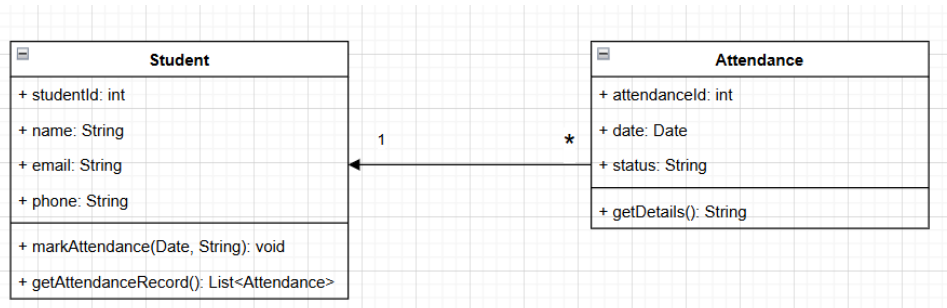 Student
+ studentId: int
+ name: String
+ email: String
+ phone: String
+ markAttendance(Date, String): void
+ getAttendanceRecord(): List<Attendance>
1
*
Attendance
+ attendanceId: int
+ date: Date
+ status: String
+ getDetails(): String